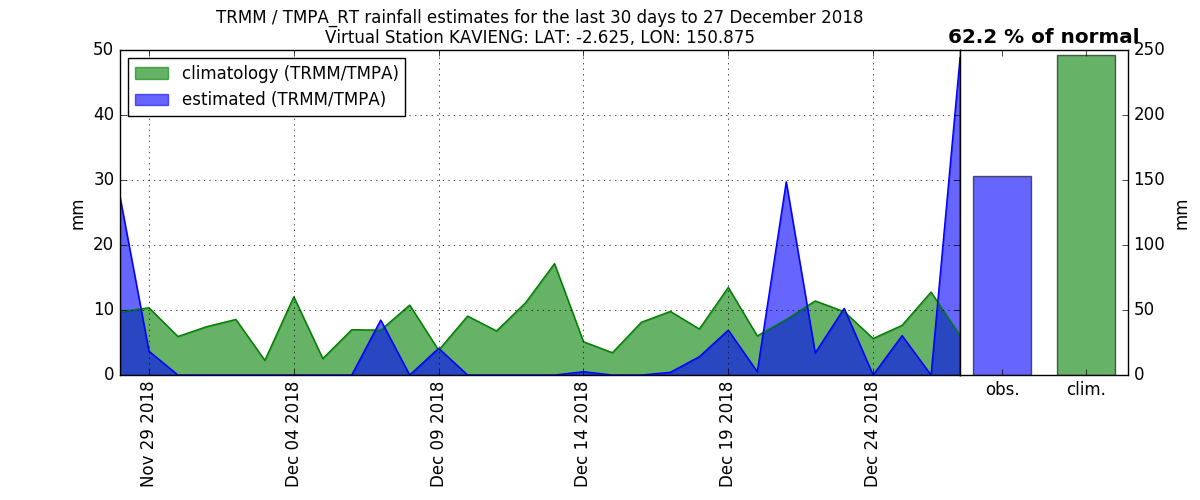 TRMM / TMPA_RT rainfall estimates for the last 30 days to 27 December 2018
Virtual Station KAVIENG: LAT: -2.625, LON: 150.875
62.2 % of normal
climatology (TRMM/TMPA)
estimated (TRMM/TMPA)
50
40
30
20
10
0
mm
250
200
150
100
50
0
mm
Nov 29 2018
Dec 04 2018
Dec 09 2018
Dec 14 2018
Dec 19 2018
Dec 24 2018
obs.
clim.